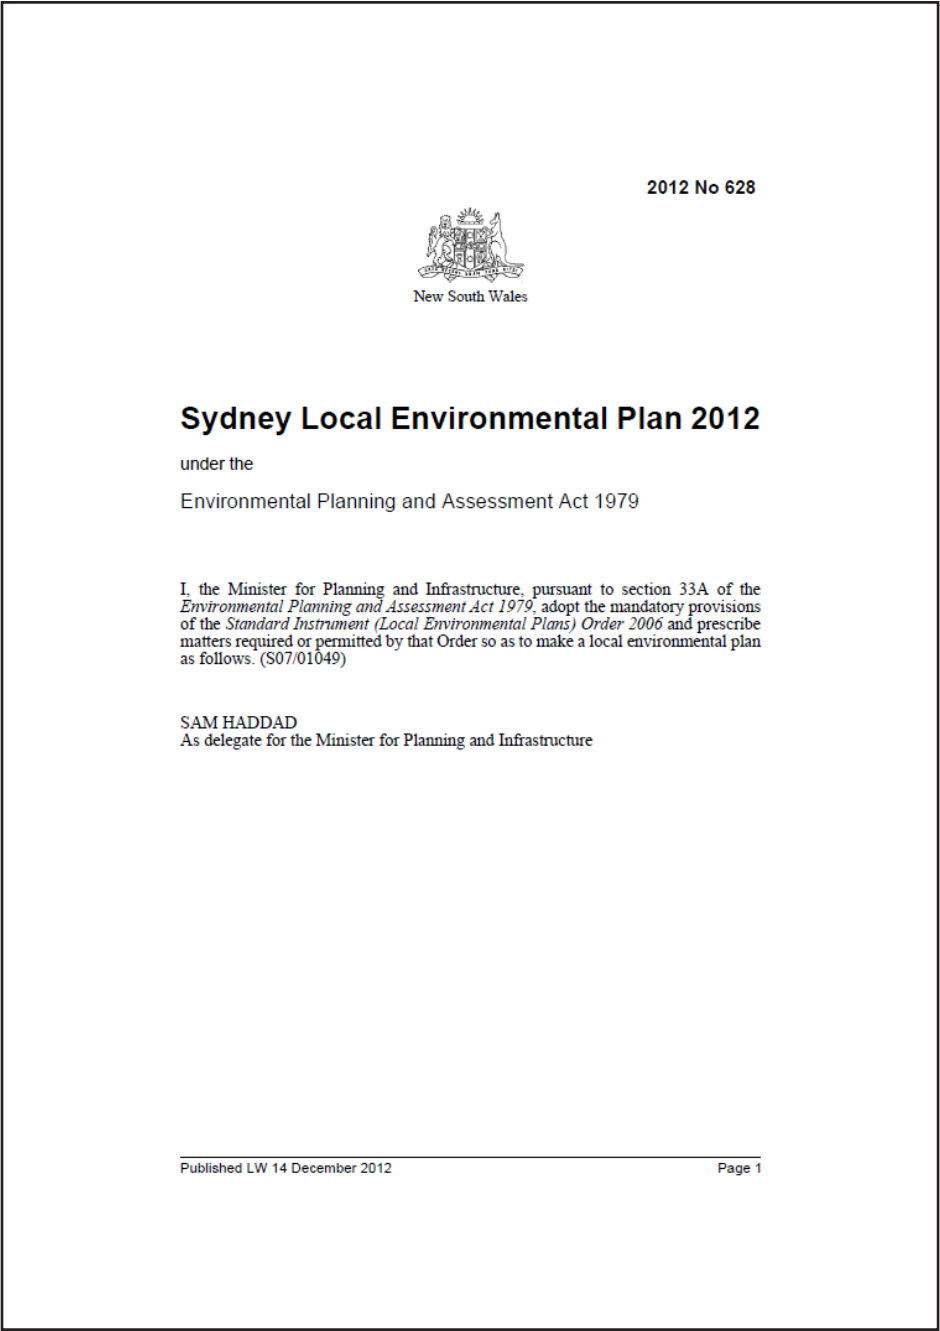 2012 No 628
New South Wales
Sydney Local Environmental Plan 2012
under the
Environmental Planning and Assessment Act 1979
I, the Minister for Planning and Infrastructure, pursuant to section 33A of the
Environmental Planning and Assessment Act 1979, adopt the mandatory provisions
of the Standard Instrument (Local Environmental Plans) Order 2006 and prescribe
matters required or permitted by that Order so as to make a local environmental plan
as follows. (S07/01049)
SAM HADDAD
As delegate for the Minister for Planning and Infrastructure
Published LW 14 December 2012 Page 1